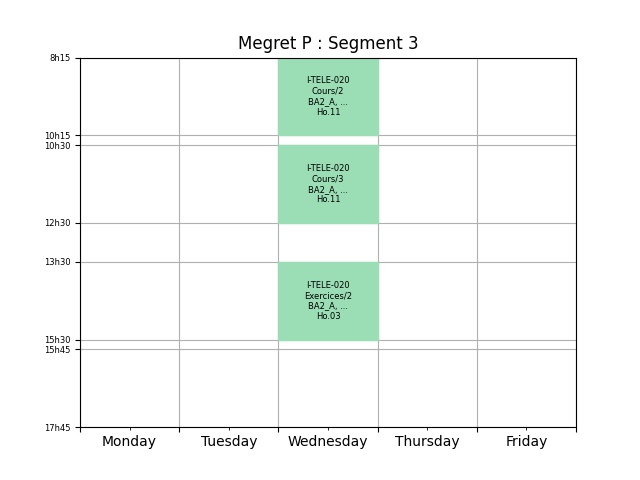 Megret P : Segment 3
8h15
I-TELE-020
Cours/2
BA2_A, ...
Ho.11
10h15
10h30
I-TELE-020
Cours/3
BA2_A, ...
Ho.11
12h30
13h30
I-TELE-020
Exercices/2
BA2_A, ...
Ho.03
15h30
15h45
17h45
Monday Tuesday Wednesday Thursday Friday